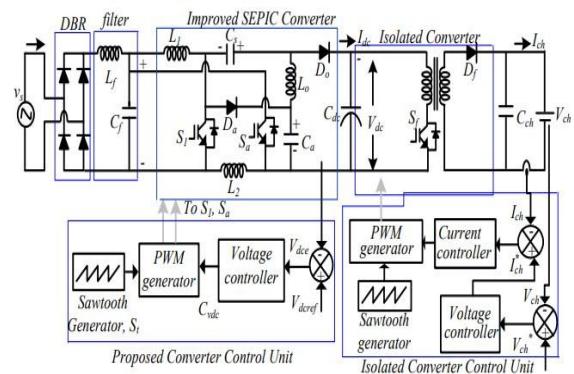 DBR filter Improved SEPIC Converter Isolated Converter
L1 Cs Do Idc Df Ich
- +
Lf Lo
vs
Cf Da Cdc Vdc Cch Vch
S1 Sa Ca Sf
+
-
L2
To S1, Sa
Ich
PWM generator
Current controller
I*ch
Sawtooth Generator, St
PWM generator
Voltage controller
Vdce
Cvdc
Vdcref
Sawtooth generator
Voltage controller
Vch
Vch*
Proposed Converter Control Unit
Isolated Converter Control Unit